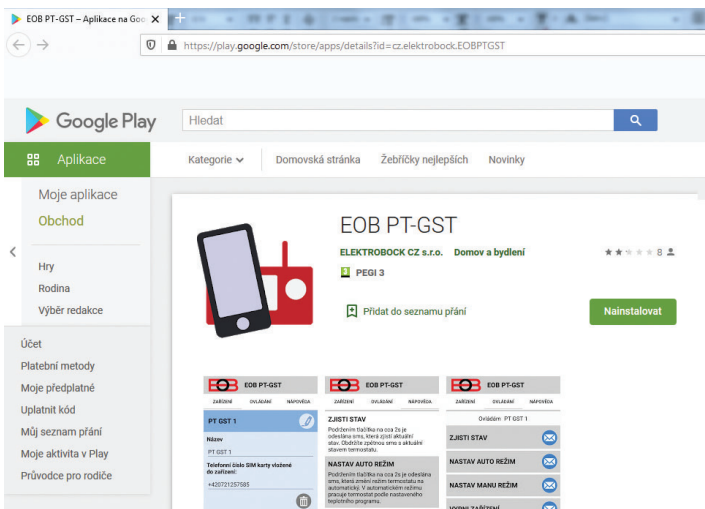 EOB PT-GST – Aplikace na Goo
https://play.google.com/store/apps/details?id=cz.elektrobock.EOBPTGST
Google Play
Hledat
Aplikace
Kategorie
Domovská stránka
Žebříčky nejlepších
Novinky
Moje aplikace
Obchod
Hry
Rodina
Výběr redakce
Účet
Platební metody
Moje předplatné
Uplatnit kód
Můj seznam přání
Moje aktivita v Play
Průvodce pro rodiče
EOB PT-GST
ELEKTROBOCK CZ s.r.o. Domov a bydlení
8
3 PEGI 3
Přidat do seznamu přání
Nainstalovat
EOB EOB PT-GST
ZAŘÍZENÍ OVLÁDÁNÍ NÁPOVĚDA
PT GST 1
Název
PT GST 1
Telefonní číslo SIM karty vložené
do zařízení:
+420721257585
EOB EOB PT-GST
ZAŘÍZENÍ OVLÁDÁNÍ NÁPOVĚDA
ZJISTI STAV
Podržením tlačítka na cca 2s je
odeslána sms, která zjistí aktuální
stav. Obdržíte zpětnou sms s aktuální
stavem termostatu.
NASTAV AUTO REŽIM
Podržením tlačítka na cca 2s je odeslána
sms, která změní režim termostatu na
automatický. V automatickém režimu
pracuje termostat podle nastaveného
teplotního programu.
EOB EOB PT-GST
ZAŘÍZENÍ OVLÁDÁNÍ NÁPOVĚDA
Ovládám PT GST 1
ZJISTI STAV
NASTAV AUTO REŽIM
NASTAV MANU REŽIM
VYPNI ZAŘÍZENÍ